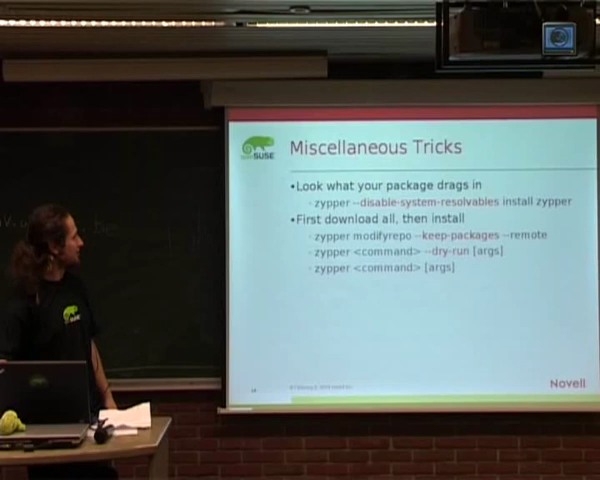 openSUSE
Miscellaneous Tricks
•Look what your package drags in
zypper --disable-system-resolvables install zypper
•First download all, then install
zypper modifyrepo --keep-packages --remote
zypper <command> --dry-run [args]
zypper <command> [args]
Novell
SUSE